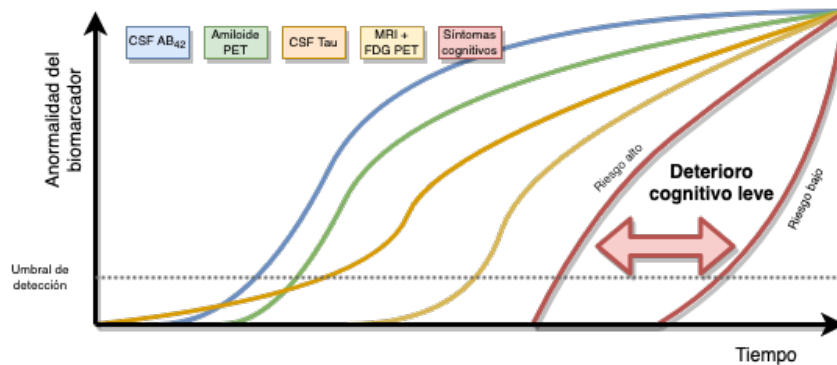 CSF AB42
Amiloide
PET
CSF Tau
MRI +
FDG PET
Síntomas
cognitivos
Anormalidad del
biomarcador
Riesgo alto
Deterioro
cognitivo leve
Riesgo bajo
Umbral de
detección
Tiempo